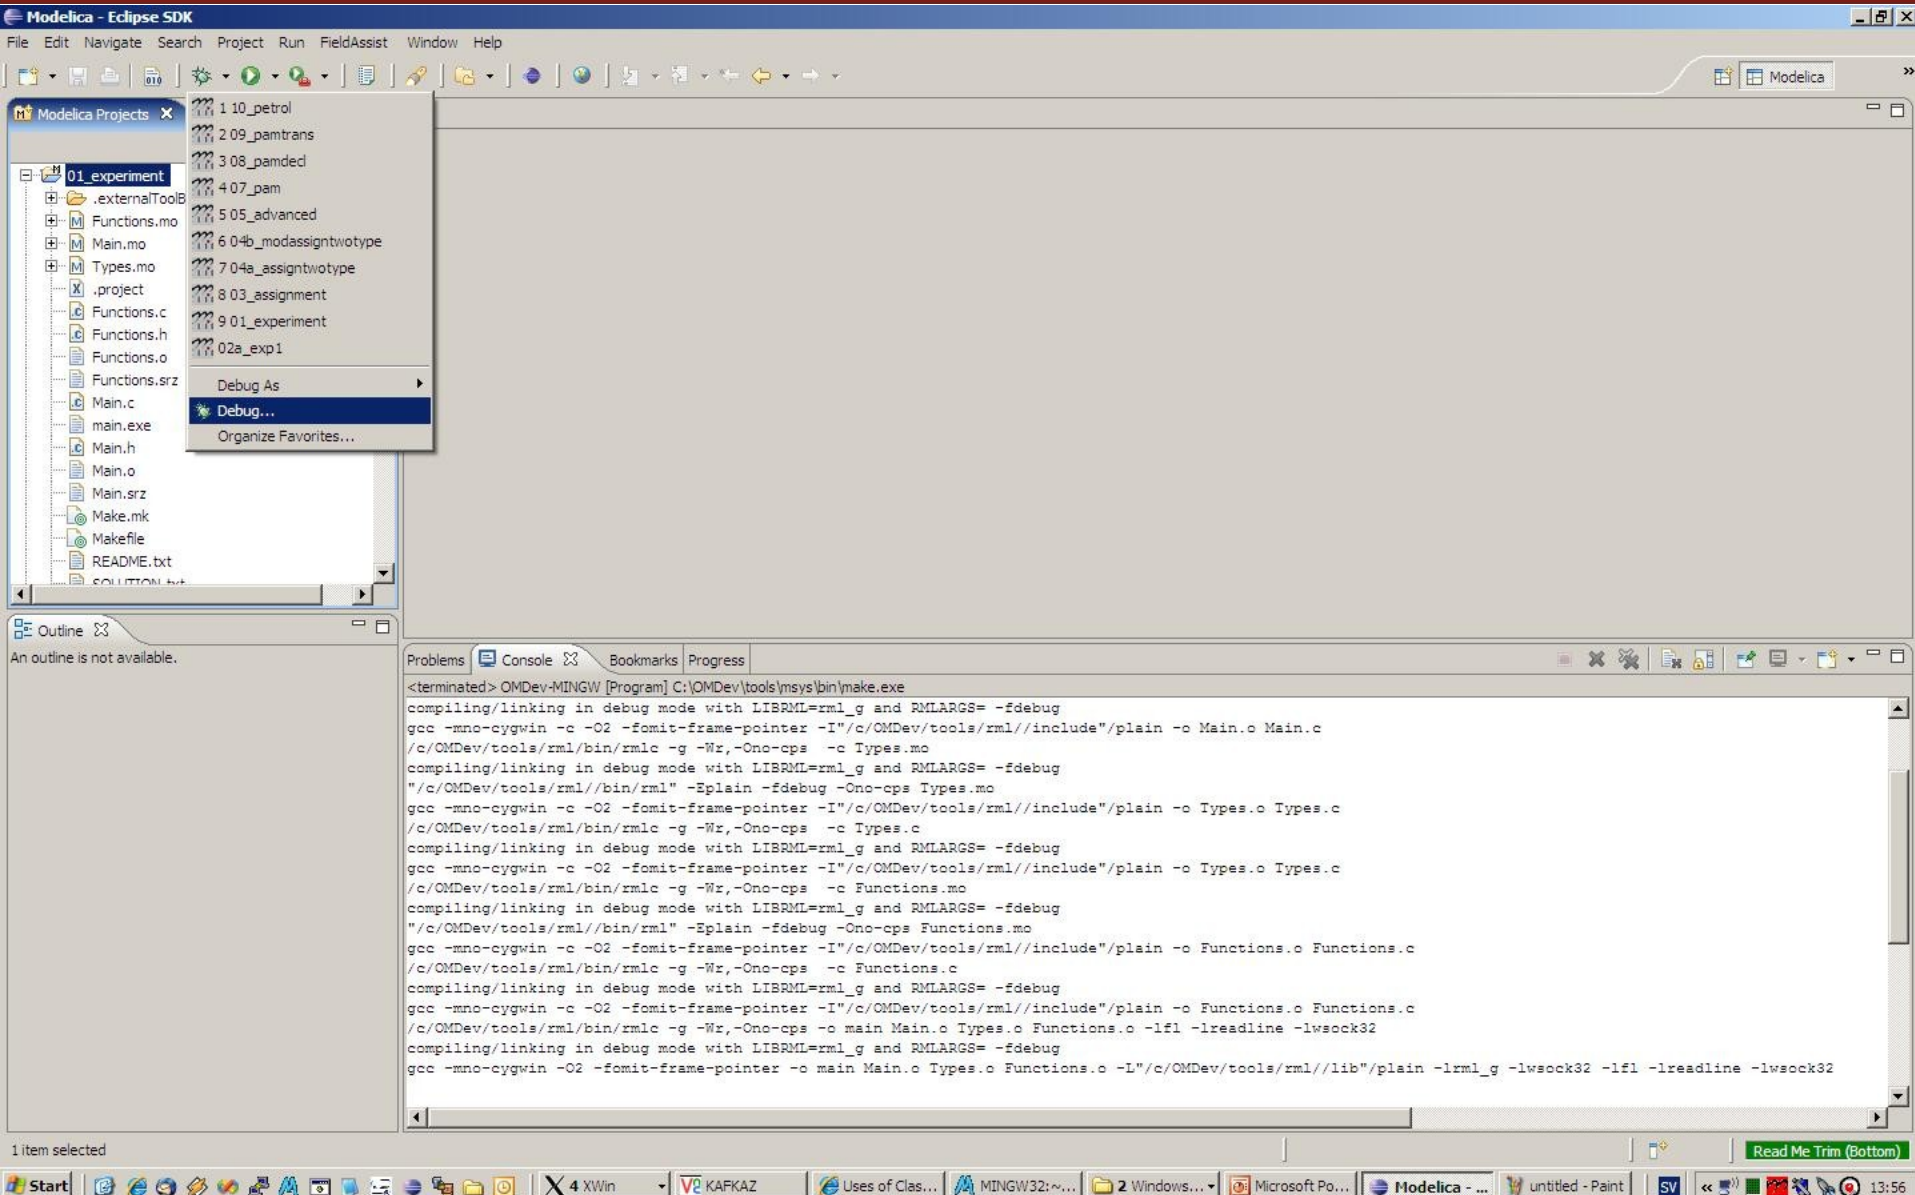 Modelica - Eclipse SDK
File Edit Navigate Search Project Run FieldAssist Window Help
010
Modelica
»
Modelica Projects
1 10_petrol
2 09_pamtrans
3 08_pamdecl
4 07_pam
5 05_advanced
6 04b_modassigntwotype
7 04a_assigntwotype
8 03_assignment
9 01_experiment
02a_exp1
Debug As
Debug...
Organize Favorites...
01_experiment
.externalToolB
Functions.mo
Main.mo
Types.mo
.project
Functions.c
Functions.h
Functions.o
Functions.srz
Main.c
main.exe
Main.h
Main.o
Main.srz
Make.mk
Makefile
README.txt
SOLUTION.txt
Outline
An outline is not available.
Problems Console Bookmarks Progress
<terminated> OMDev-MINGW [Program] C:\OMDev\tools\msys\bin\make.exe
compiling/linking in debug mode with LIBRML=rml_g and RMLARGS= -fdebug
gcc -mno-cygwin -c -O2 -fomit-frame-pointer -I"/c/OMDev/tools/rml//include"/plain -o Main.o Main.c
/c/OMDev/tools/rml/bin/rmlc -g -Wr,-Ono-cps -c Types.mo
compiling/linking in debug mode with LIBRML=rml_g and RMLARGS= -fdebug
"/c/OMDev/tools/rml//bin/rml" -Eplain -fdebug -Ono-cps Types.mo
gcc -mno-cygwin -c -O2 -fomit-frame-pointer -I"/c/OMDev/tools/rml//include"/plain -o Types.o Types.c
/c/OMDev/tools/rml/bin/rmlc -g -Wr,-Ono-cps -c Types.c
compiling/linking in debug mode with LIBRML=rml_g and RMLARGS= -fdebug
gcc -mno-cygwin -c -O2 -fomit-frame-pointer -I"/c/OMDev/tools/rml//include"/plain -o Types.o Types.c
/c/OMDev/tools/rml/bin/rmlc -g -Wr,-Ono-cps -c Functions.mo
compiling/linking in debug mode with LIBRML=rml_g and RMLARGS= -fdebug
"/c/OMDev/tools/rml//bin/rml" -Eplain -fdebug -Ono-cps Functions.mo
gcc -mno-cygwin -c -O2 -fomit-frame-pointer -I"/c/OMDev/tools/rml//include"/plain -o Functions.o Functions.c
/c/OMDev/tools/rml/bin/rmlc -g -Wr,-Ono-cps -c Functions.c
compiling/linking in debug mode with LIBRML=rml_g and RMLARGS= -fdebug
gcc -mno-cygwin -c -O2 -fomit-frame-pointer -I"/c/OMDev/tools/rml//include"/plain -o Functions.o Functions.c
/c/OMDev/tools/rml/bin/rmlc -g -Wr,-Ono-cps -o main Main.o Types.o Functions.o -lfl -lreadline -lwsock32
compiling/linking in debug mode with LIBRML=rml_g and RMLARGS= -fdebug
gcc -mno-cygwin -O2 -fomit-frame-pointer -o main Main.o Types.o Functions.o -L"/c/OMDev/tools/rml//lib"/plain -lrml_g -lwsock32 -lfl -lreadline -lwsock32
1 item selected
Read Me Trim (Bottom)
Start 4 XWin KAFKAZ Uses of Clas... MINGW32:~... 2 Windows... Microsoft Po... Modelica - ... untitled - Paint SV « 13:56